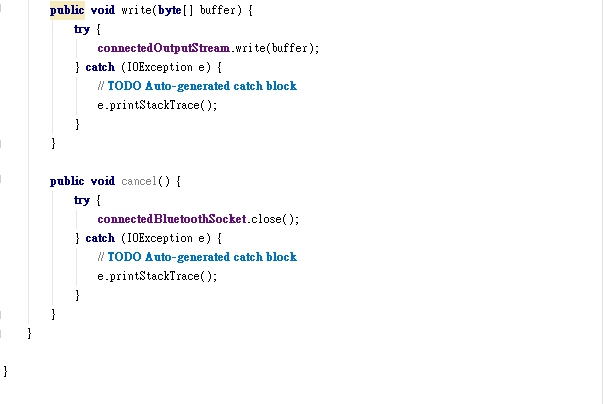 public void write(byte[] buffer) {
try {
connectedOutputStream.write(buffer);
} catch (IOException e) {
// TODO Auto-generated catch block
e.printStackTrace();
}
}
public void cancel() {
try {
connectedBluetoothSocket.close();
} catch (IOException e) {
// TODO Auto-generated catch block
e.printStackTrace();
}
}
}
}